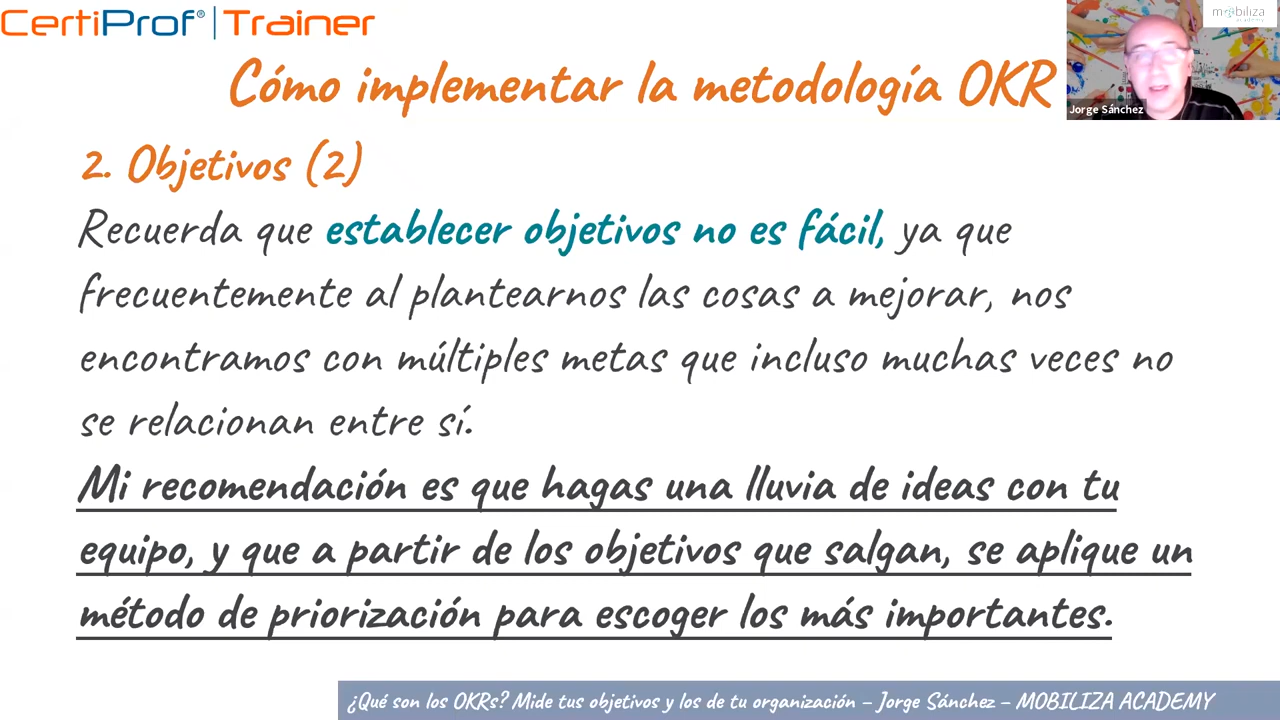 CertiProf® | Trainer
mobiliza
academy
Cómo implementar la metodología OKR
Jorge Sánchez
2. Objetivos (2)
Recuerda que establecer objetivos no es fácil, ya que
frecuentemente al plantearnos las cosas a mejorar, nos
encontramos con múltiples metas que incluso muchas veces no
se relacionan entre sí.
Mi recomendación es que hagas una lluvia de ideas con tu
equipo, y que a partir de los objetivos que salgan, se aplique un
método de priorización para escoger los más importantes.
¿Qué son los OKRs? Mide tus objetivos y los de tu organización – Jorge Sánchez – MOBILIZA ACADEMY